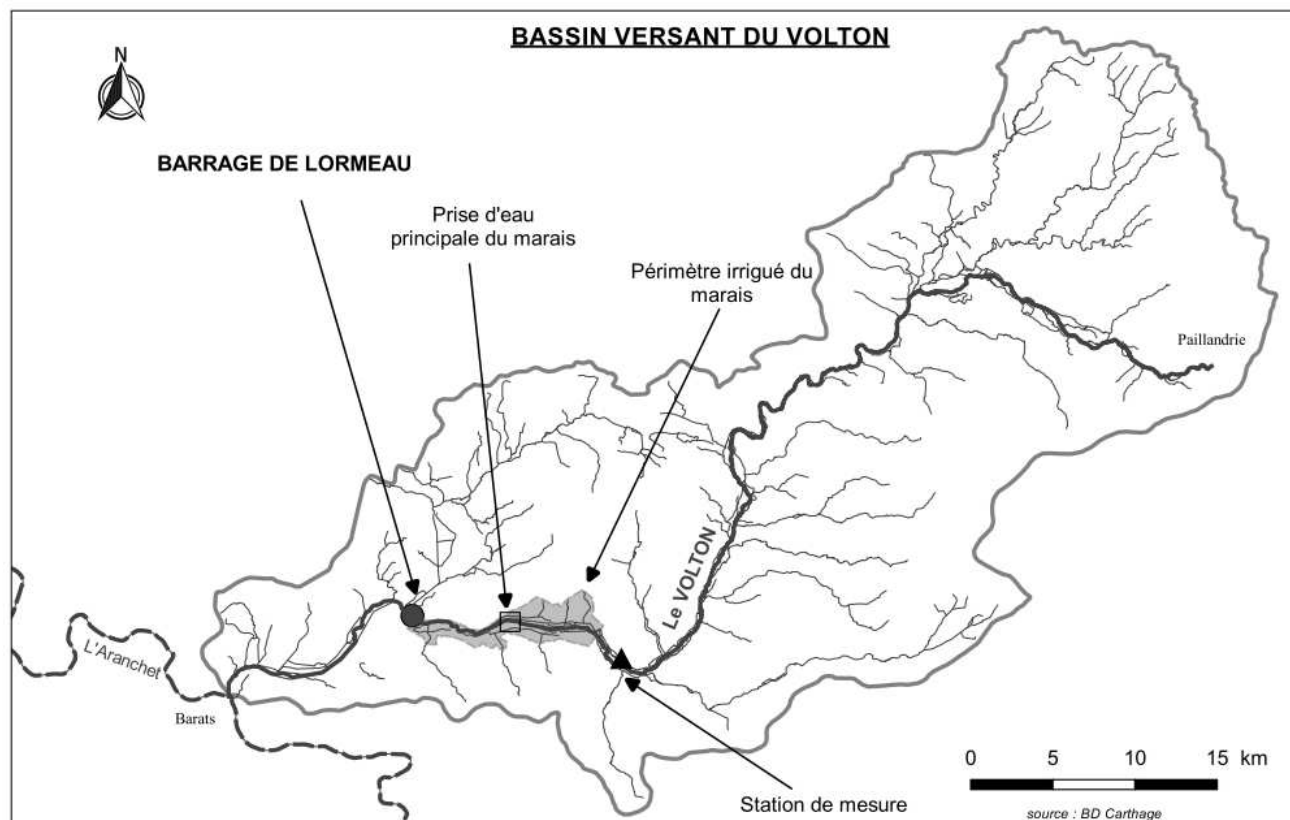 BASSIN VERSANT DU VOLTON
N
BARRAGE DE LORMEAU
Prise d'eau
principale du marais
Périmètre irrigué du
marais
Paillandrie
Le VOLTON
L'Aranchet
Barats
Station de mesure
0 5 10 15 km
source : BD Carthage